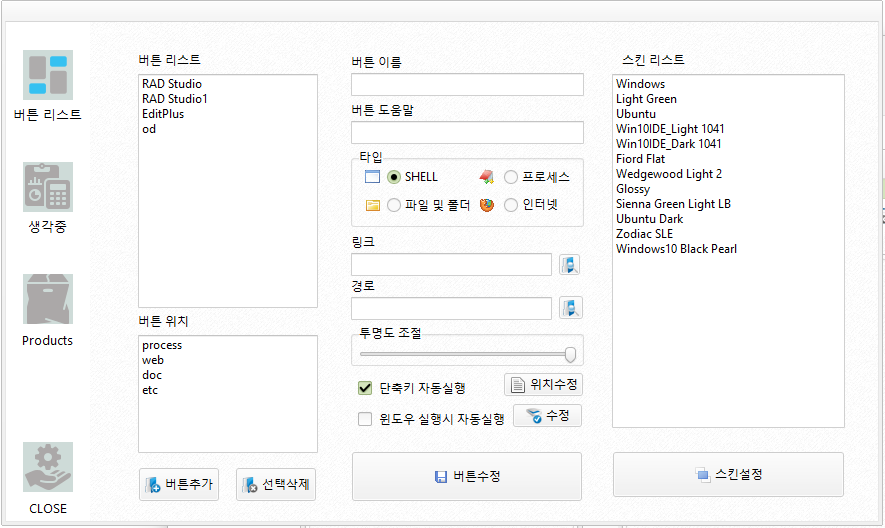 버튼 리스트
생각중
Products
CLOSE
버튼 리스트
RAD Studio
RAD Studio1
EditPlus
od
버튼 위치
process
web
doc
etc
버튼추가
선택삭제
버튼 이름
버튼 도움말
타입
SHELL
프로세스
파일 및 폴더
인터넷
링크
경로
투명도 조절
단축키 자동실행
위치수정
윈도우 실행시 자동실행
수정
버튼수정
스킨 리스트
Windows
Light Green
Ubuntu
Win10IDE_Light 1041
Win10IDE_Dark 1041
Fiord Flat
Wedgewood Light 2
Glossy
Sienna Green Light LB
Ubuntu Dark
Zodiac SLE
Windows10 Black Pearl
스킨설정